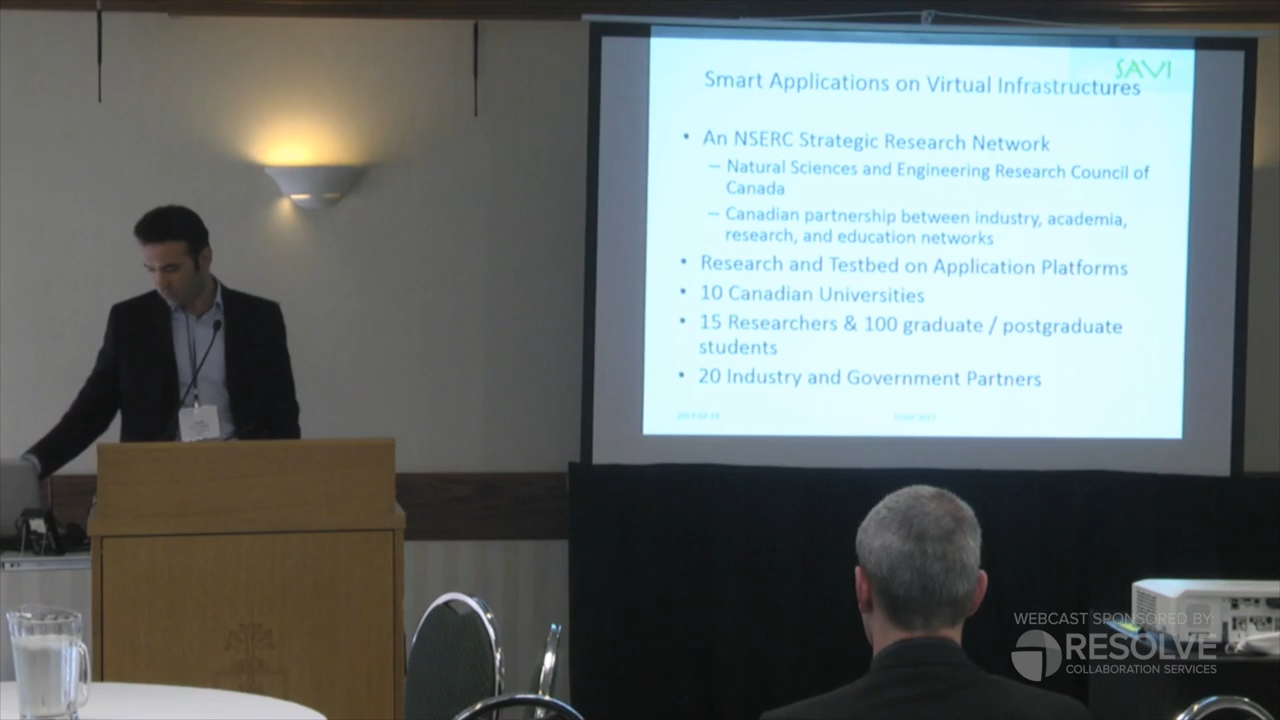 SAVI
Smart Applications on Virtual Infrastructures
• An NSERC Strategic Research Network
– Natural Sciences and Engineering Research Council of
Canada
– Canadian partnership between industry, academia,
research, and education networks
• Research and Testbed on Application Platforms
• 10 Canadian Universities
• 15 Researchers & 100 graduate / postgraduate
students
• 20 Industry and Government Partners
WEBCAST SPONSORED BY:
RESOLVE
COLLABORATION SERVICES